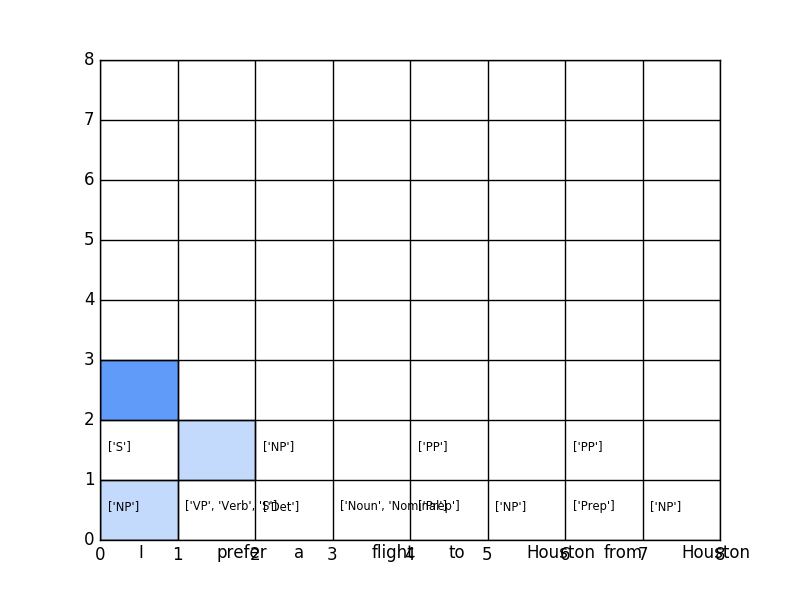 8
7
6
5
4
3
2
['S'] ['NP'] ['PP'] ['PP']
1
['NP'] ['VP', 'Verb', 'S'] ['Det'] ['Noun', 'Nominal'] ['Prep'] ['NP'] ['Prep'] ['NP']
0
0 1 2 3 4 5 6 7 8
I prefer a flight to Houston from Houston